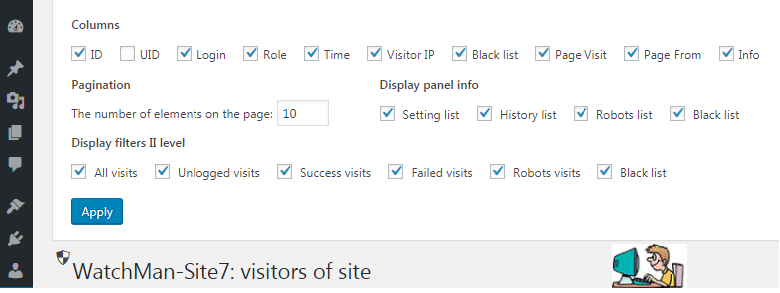 Columns
ID UID Login Role Time Visitor IP Black list Page Visit Page From Info
Pagination Display panel info
The number of elements on the page: 10 Setting list History list Robots list Black list
Display filters II level
All visits Unlogged visits Success visits Failed visits Robots visits Black list
Apply
WatchMan-Site7: visitors of site